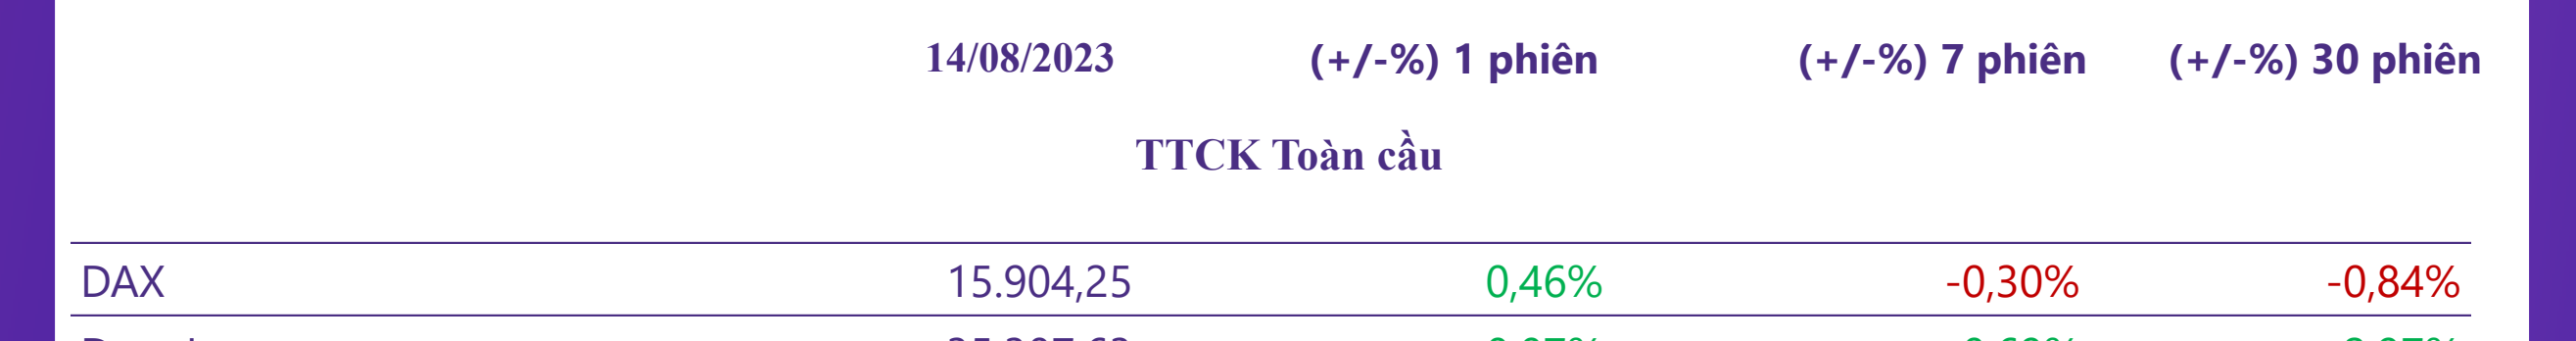 14/08/2023 (+/-%) 1 phiên (+/-%) 7 phiên (+/-%) 30 phiên
TTCK Toàn cầu
DAX 15.904,25 0,46% -0,30% -0,84%